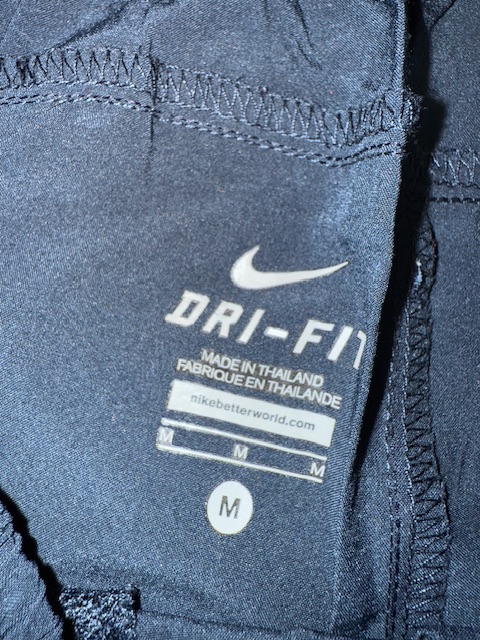 DRI-FIT
MADE IN THAILAND
FABRIQUE EN THAILANDE
nikebetterworld.com
M M M
M